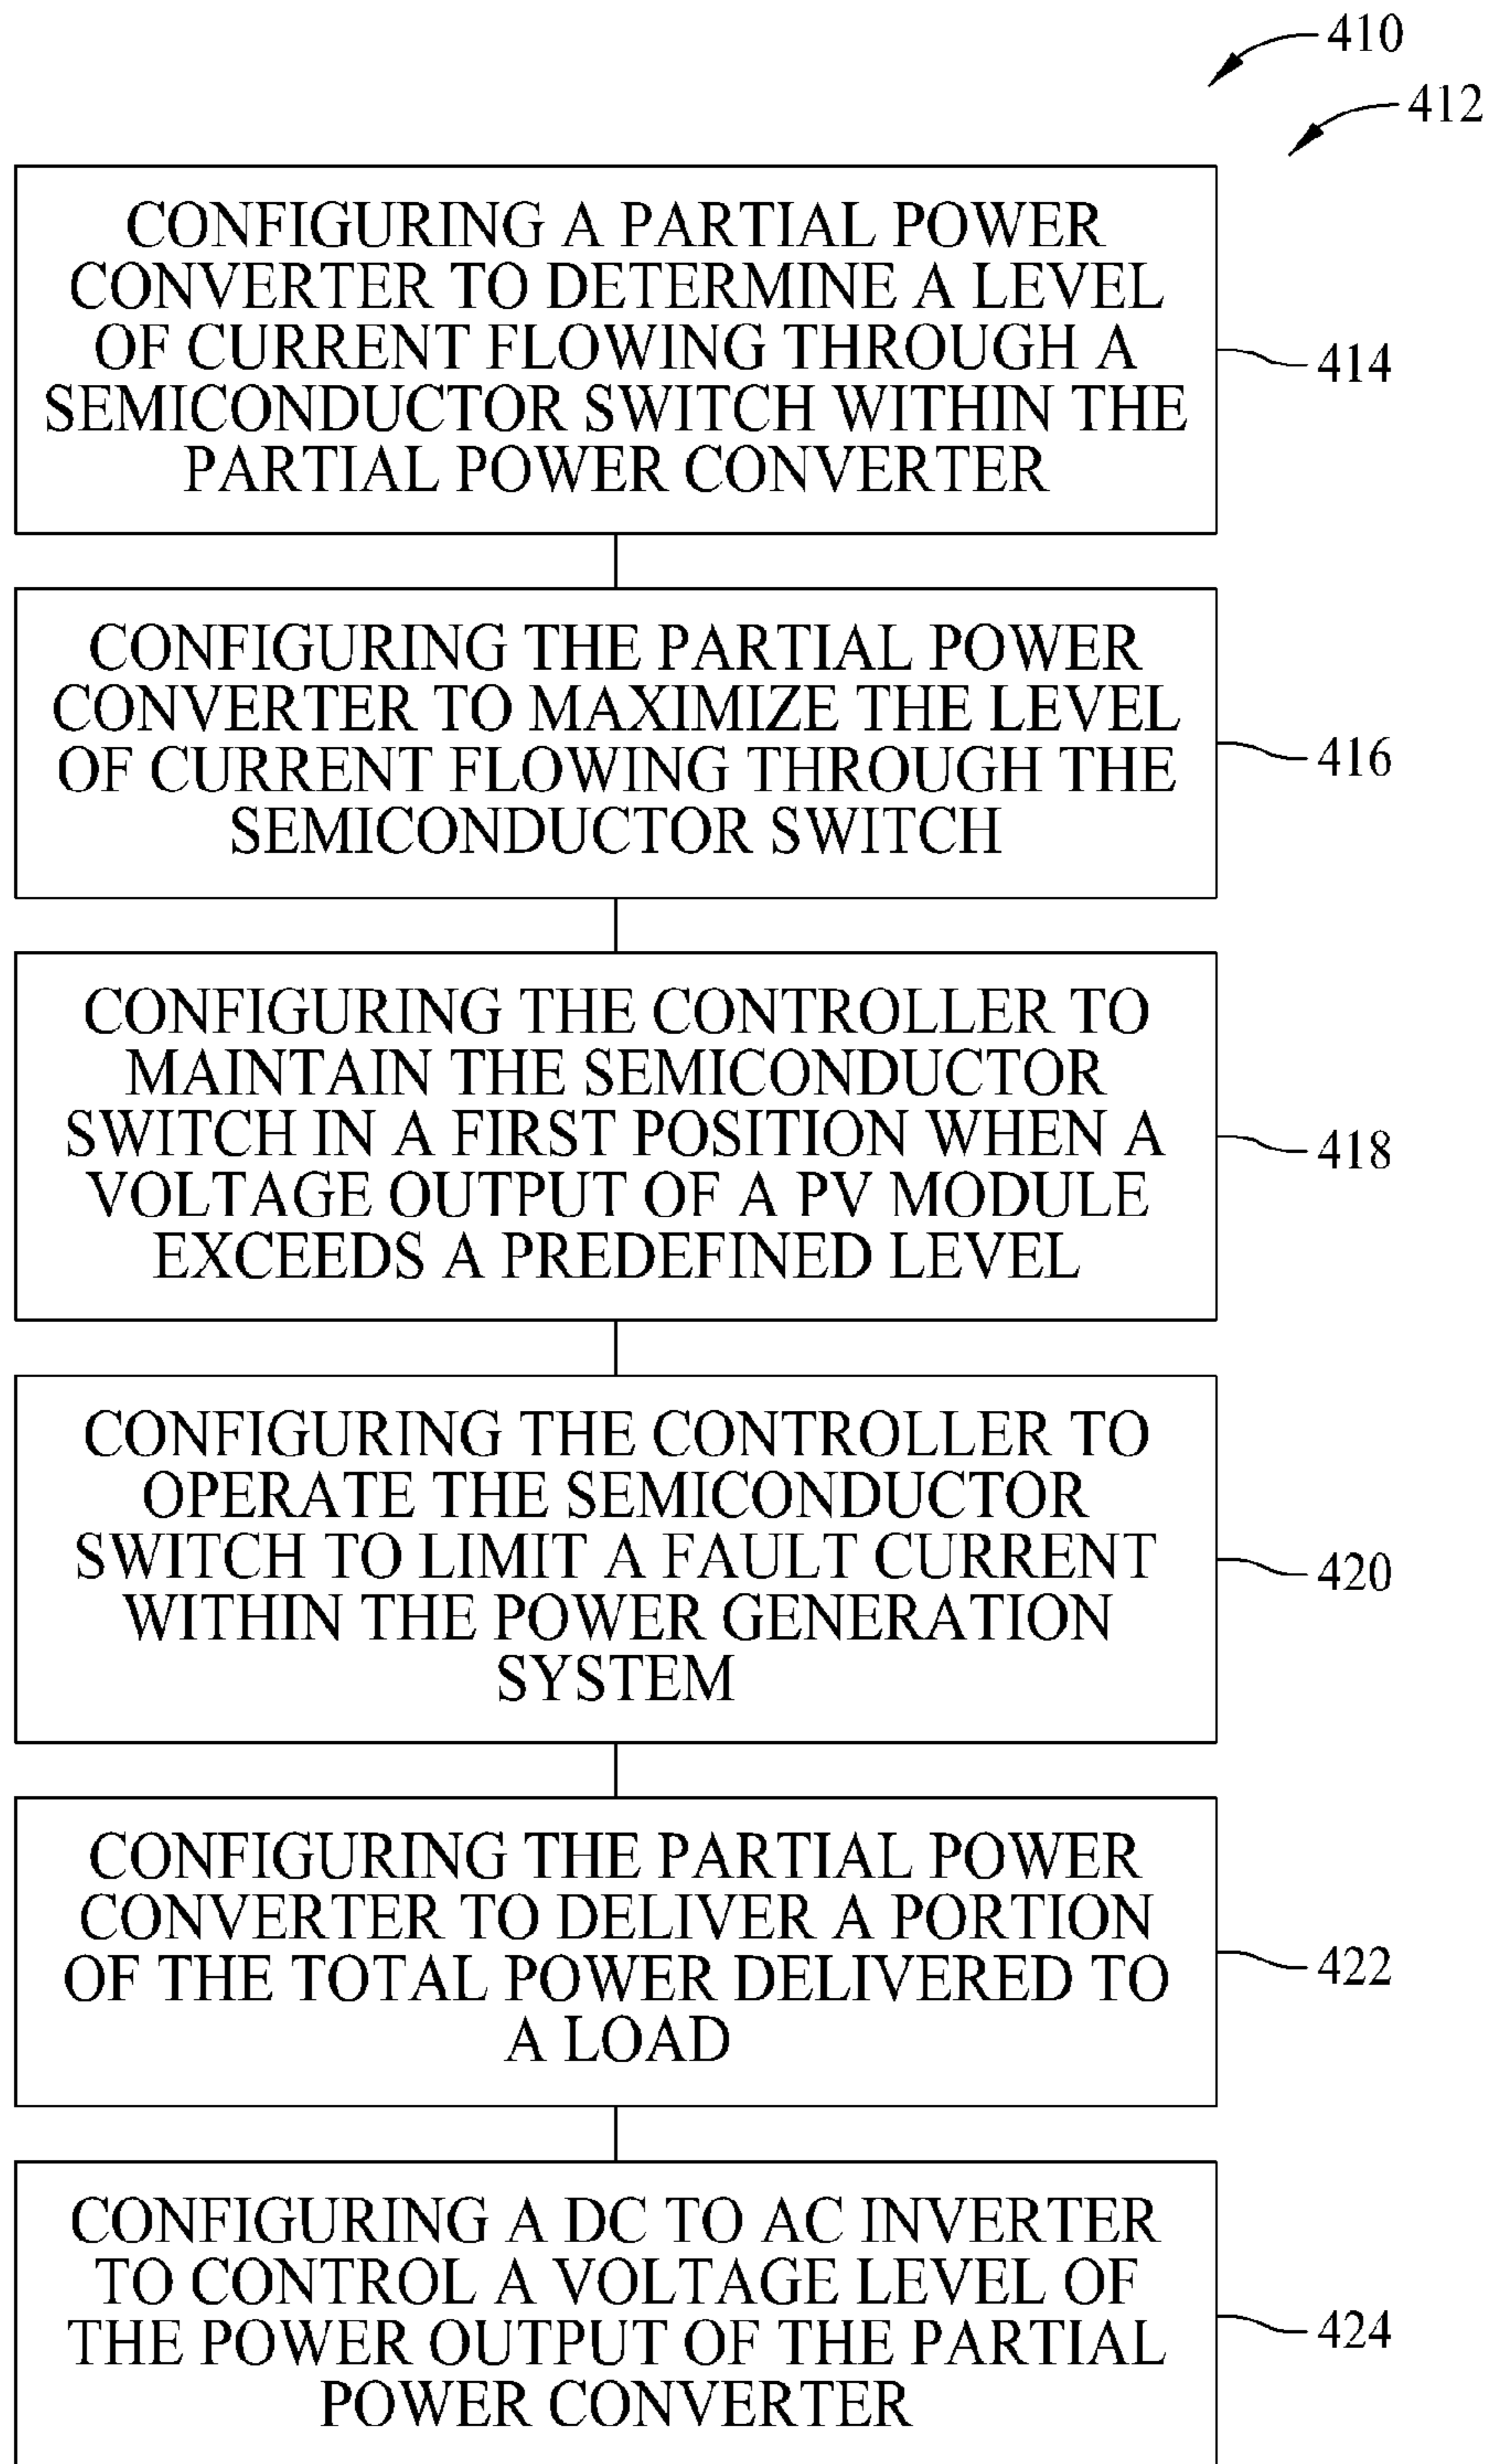 410
412
CONFIGURING A PARTIAL POWER
CONVERTER TO DETERMINE A LEVEL
OF CURRENT FLOWING THROUGH A
SEMICONDUCTOR SWITCH WITHIN THE
PARTIAL POWER CONVERTER
414
CONFIGURING THE PARTIAL POWER
CONVERTER TO MAXIMIZE THE LEVEL
OF CURRENT FLOWING THROUGH THE
SEMICONDUCTOR SWITCH
416
CONFIGURING THE CONTROLLER TO
MAINTAIN THE SEMICONDUCTOR
SWITCH IN A FIRST POSITION WHEN A
VOLTAGE OUTPUT OF A PV MODULE
EXCEEDS A PREDEFINED LEVEL
418
CONFIGURING THE CONTROLLER TO
OPERATE THE SEMICONDUCTOR
SWITCH TO LIMIT A FAULT CURRENT
WITHIN THE POWER GENERATION
SYSTEM
420
CONFIGURING THE PARTIAL POWER
CONVERTER TO DELIVER A PORTION
OF THE TOTAL POWER DELIVERED TO
A LOAD
422
CONFIGURING A DC TO AC INVERTER
TO CONTROL A VOLTAGE LEVEL OF
THE POWER OUTPUT OF THE PARTIAL
POWER CONVERTER
424